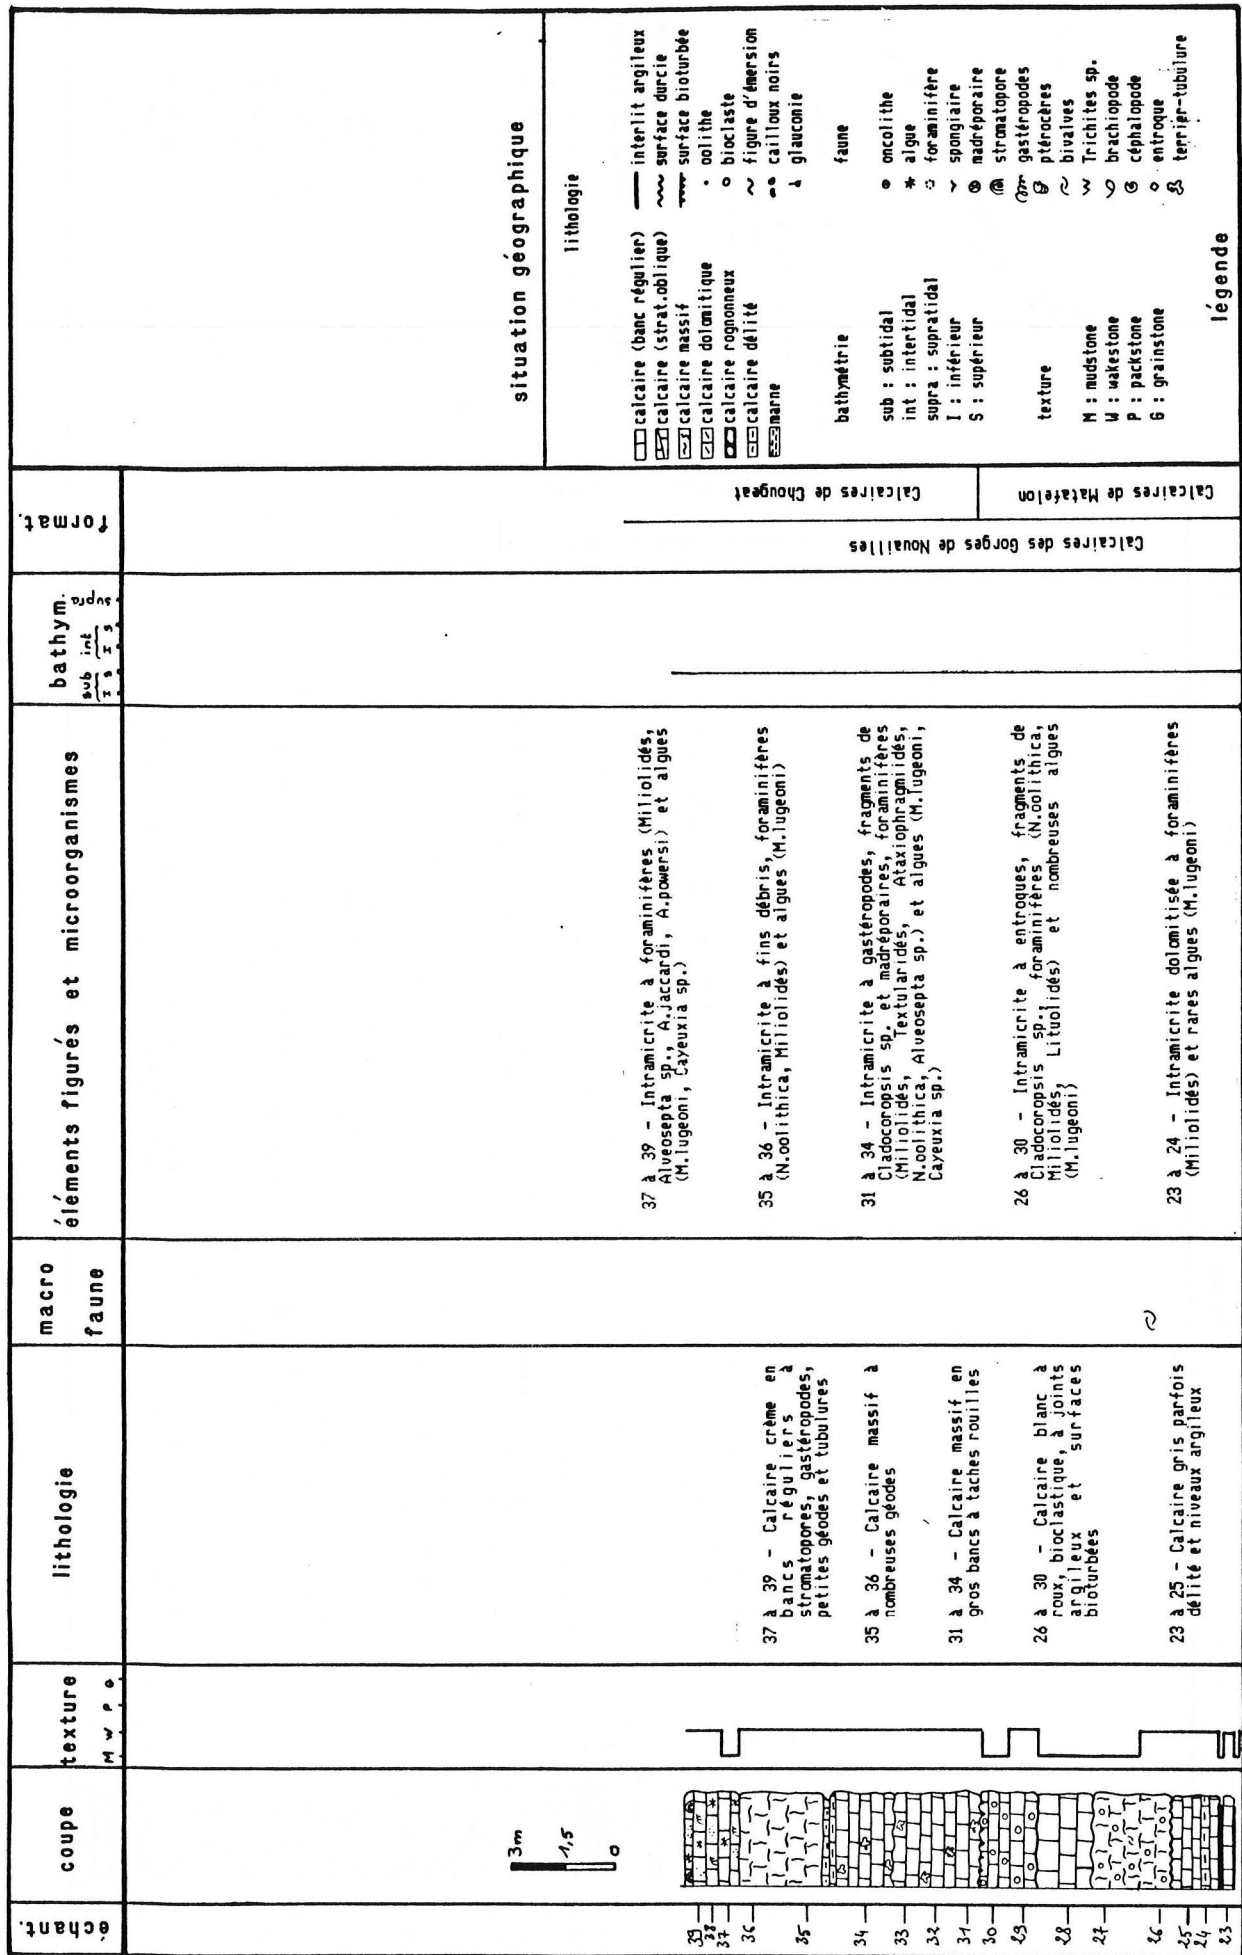 échant.
coupe
texture
M W P G
lithologie
macro
faune
éléments figurés et microorganismes
bathym.
sub int supra
I S I S
format.
39
38
37
36
35
34
33
32
31
30
29
28
27
26
25
24
23
3m
1,5
0
37 à 39 - Calcaire crème en
bancs réguliers à
stromatopores, gastéropodes,
petites géodes et tubulures
35 à 36 - Calcaire massif à
nombreuses géodes
31 à 34 - Calcaire massif en
gros bancs à taches rouilles
26 à 30 - Calcaire blanc à
roux, bioclastique, à joints
argileux et surfaces
bioturbées
23 à 25 - Calcaire gris parfois
délité et niveaux argileux
37 à 39 - Intramicrite à foraminifères (Miliolidés,
Alveosepta sp., A.jaccardi, A.powersi) et algues
(M.lugeoni, Cayeuxia sp.)
35 à 36 - Intramicrite à fins débris, foraminifères
(N.oolithica, Miliolidés) et algues (M.lugeoni)
31 à 34 - Intramicrite à gastéropodes, fragments de
Cladocoropsis sp. et madréporaires, foraminifères
(Miliolidés, Textularidés, Ataxiophragmiidés,
N.oolithica, Alveosepta sp.) et algues (M.lugeoni,
Cayeuxia sp.)
26 à 30 - Intramicrite à entroques, fragments de
Cladocoropsis sp., foraminifères (N.oolithica,
Miliolidés, Lituolidés) et nombreuses algues
(M.lugeoni)
23 à 24 - Intramicrite dolomitisée à foraminifères
(Miliolidés) et rares algues (M.lugeoni)
Calcaires des Gorges de Nouailles
Calcaires de Chougeat
Calcaires de Matafelon
situation géographique
lithologie
calcaire (banc régulier)
calcaire (strat.oblique)
calcaire massif
calcaire dolomitique
calcaire rognonneux
calcaire délité
marne
interlit argileux
surface durcie
surface bioturbée
oolithe
bioclaste
figure d'émersion
cailloux noirs
glauconie
bathymétrie
sub : subtidal
int : intertidal
supra : supratidal
I : inférieur
S : supérieur
texture
M : mudstone
W : wakestone
P : packstone
G : grainstone
faune
oncolithe
algue
foraminifère
spongiaire
madréporaire
stromatopore
gastéropodes
ptérocères
bivalves
Trichites sp.
brachiopode
céphalopode
entroque
terrier-tubulure
légende